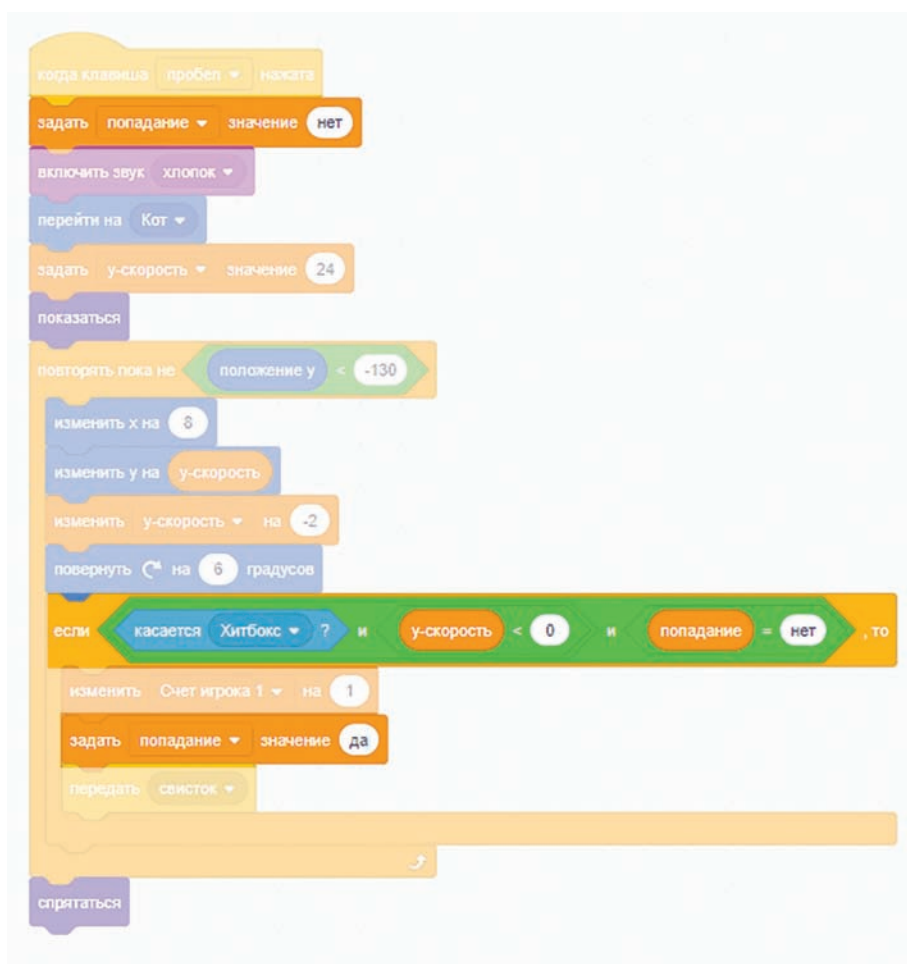 когда клавиша пробел нажата
задать попадание значение нет
включить звук хлопок
перейти на Кот
задать y-скорость значение 24
показаться
повторять пока не положение y < -130
изменить x на 8
изменить y на y-скорость
изменить y-скорость на -2
повернуть на 6 градусов
если касается Хитбокс ? и y-скорость < 0 и попадание = нет , то
изменить Счет игрока 1 на 1
задать попадание значение да
передать свисток
спрятаться